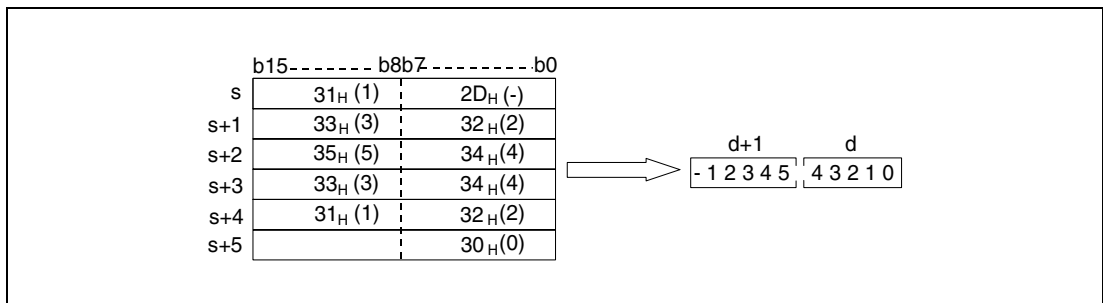 b15 b8b7 b0
s 31H (1) 2DH (-)
s+1 33H (3) 32H (2)
s+2 35H (5) 34H (4)
s+3 33H (3) 34H (4)
s+4 31H (1) 32H (2)
s+5 30H (0)
d+1 d
- 1 2 3 4 5 4 3 2 1 0